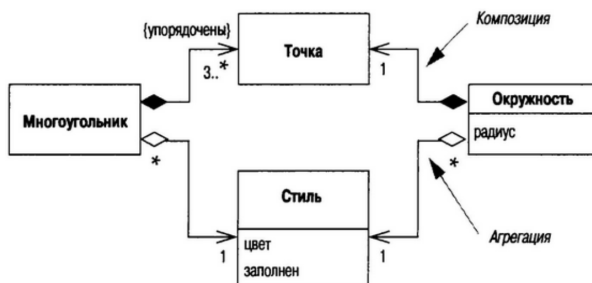 {упорядочены}
Точка
Композиция
3..*
1
Многоугольник
Окружность
радиус
*
*
Стиль
цвет
заполнен
1
1
Агрегация